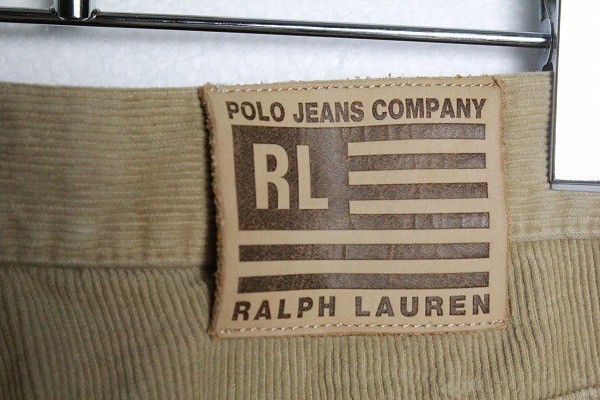 POLO JEANS COMPANY
RL
RALPH LAUREN